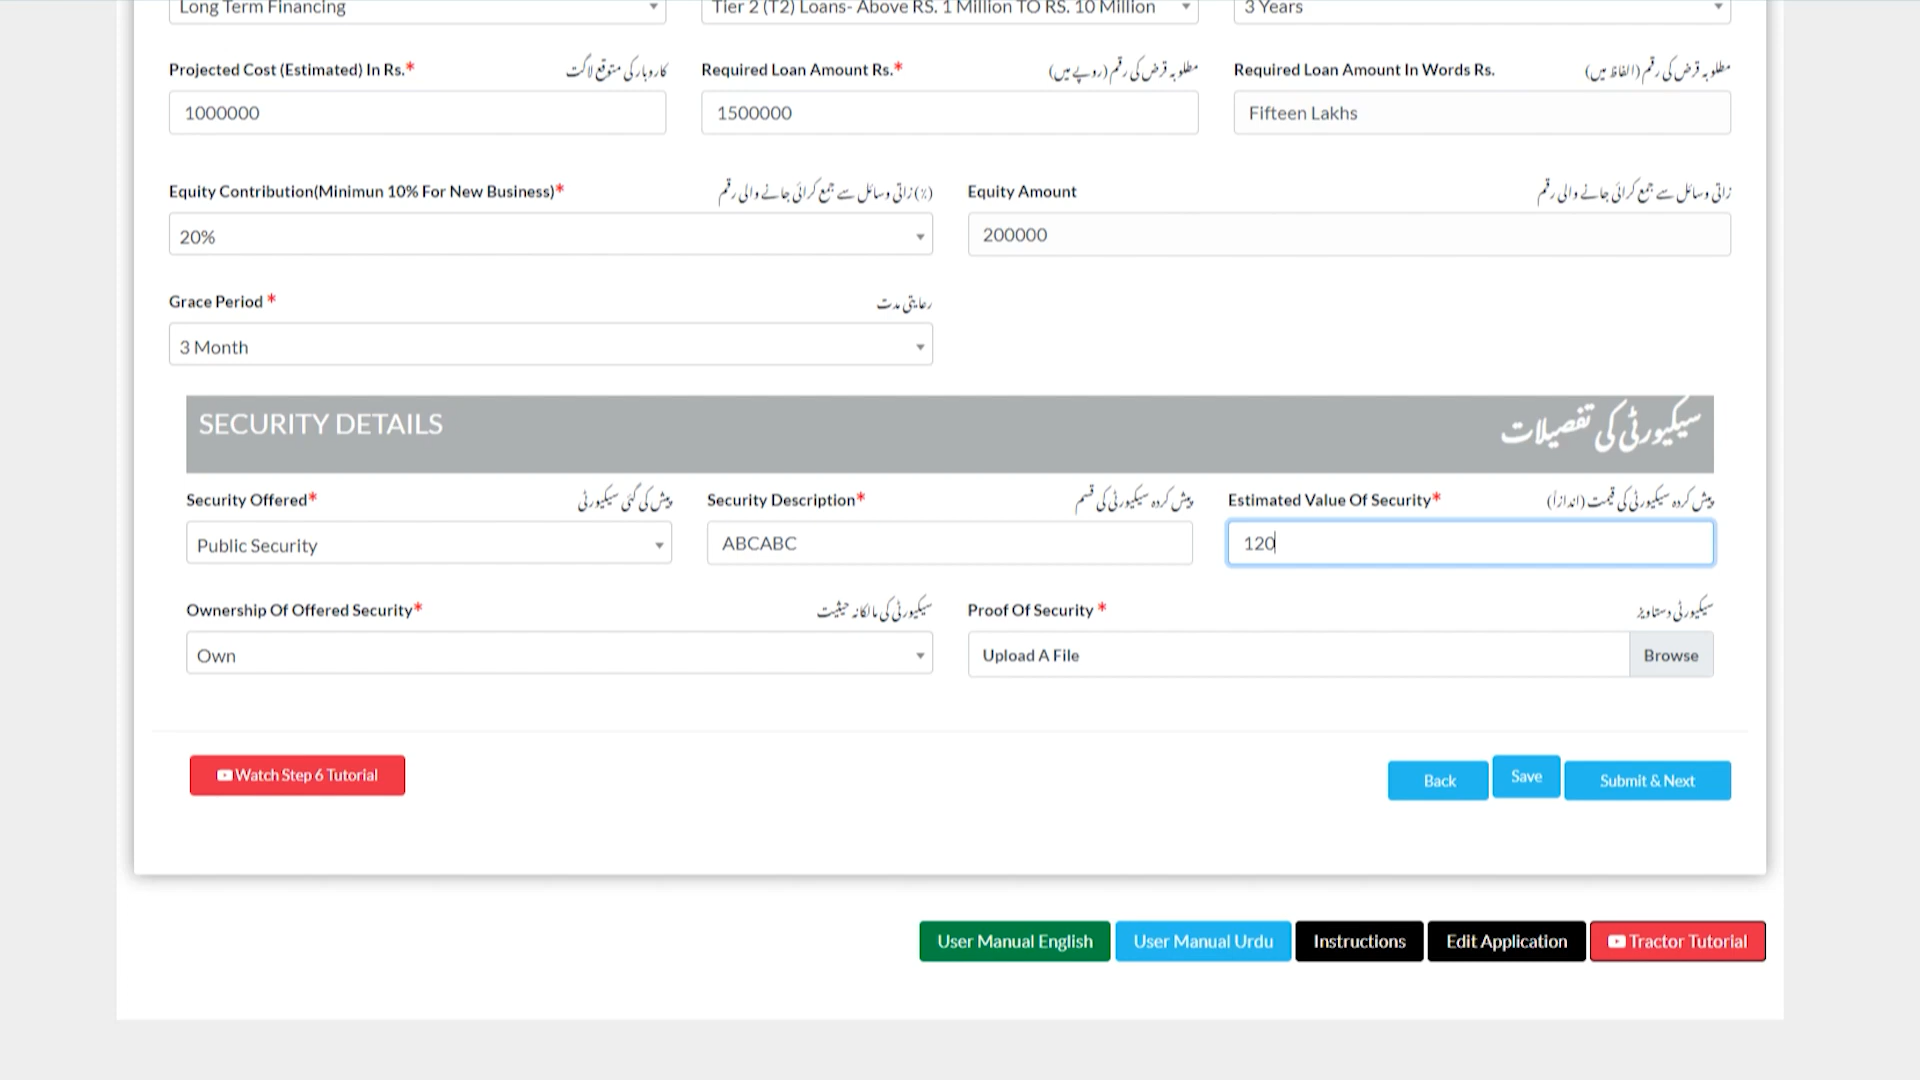 Long Term Financing
Tier 2 (T2) Loans- Above RS. 1 Million TO RS. 10 Million
3 Years
Projected Cost (Estimated) In Rs.* کاروبار کی متوقع لاگت
Required Loan Amount Rs.* مطلوبہ قرض کی رقم (روپے میں)
Required Loan Amount In Words Rs. مطلوبہ قرض کی رقم (الفاظ میں)
1000000
1500000
Fifteen Lakhs
Equity Contribution(Minimun 10% For New Business)* (%) زاتی وسائل سے جمع کرائی جانے والی رقم
Equity Amount زاتی وسائل سے جمع کرائی جانے والی رقم
20%
200000
Grace Period * رعایتی مدت
3 Month
SECURITY DETAILS سیکیورٹی کی تفصیلات
Security Offered* پیش کی گئی سیکیورٹی
Security Description* پیش کردہ سیکیورٹی کی قسم
Estimated Value Of Security* پیش کردہ سیکیورٹی کی قیمت (اندازاً)
Public Security
ABCABC
120
Ownership Of Offered Security* سیکیورٹی کی مالکانہ حیثیت
Proof Of Security * سیکیورٹی دستاویز
Own
Upload A File
Browse
Watch Step 6 Tutorial
Back
Save
Submit & Next
User Manual English
User Manual Urdu
Instructions
Edit Application
Tractor Tutorial